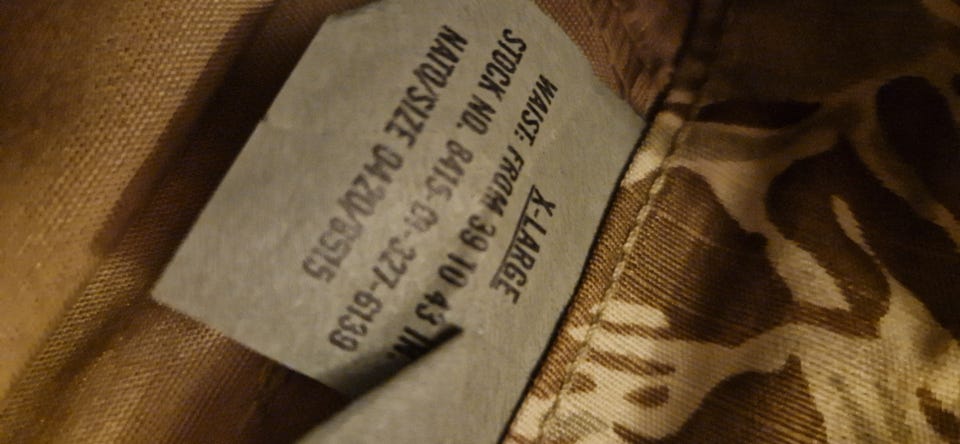 X-LARGE
WAIST: FROM 39 TO 43 IN.
STOCK NO. 8415-01-327-6139
NATO/SIZE 0420/8515